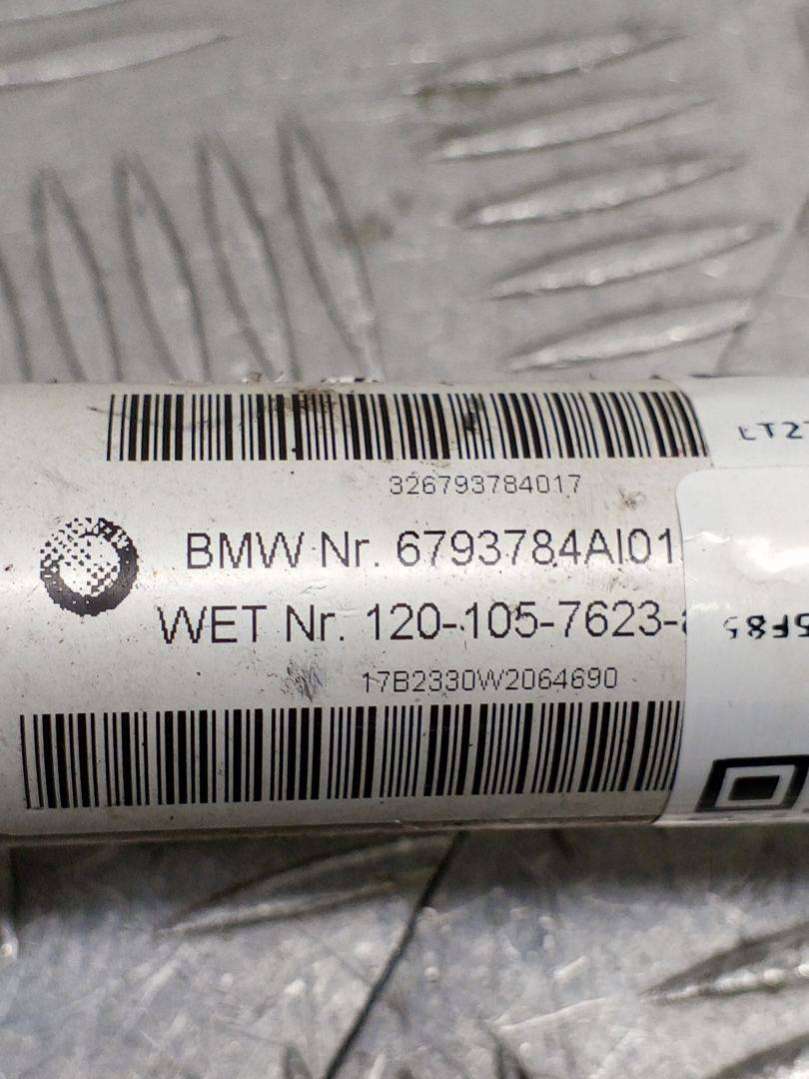 326793784017
BMW Nr. 6793784AI01
WET Nr. 120-105-7623-
17B2330W2064690